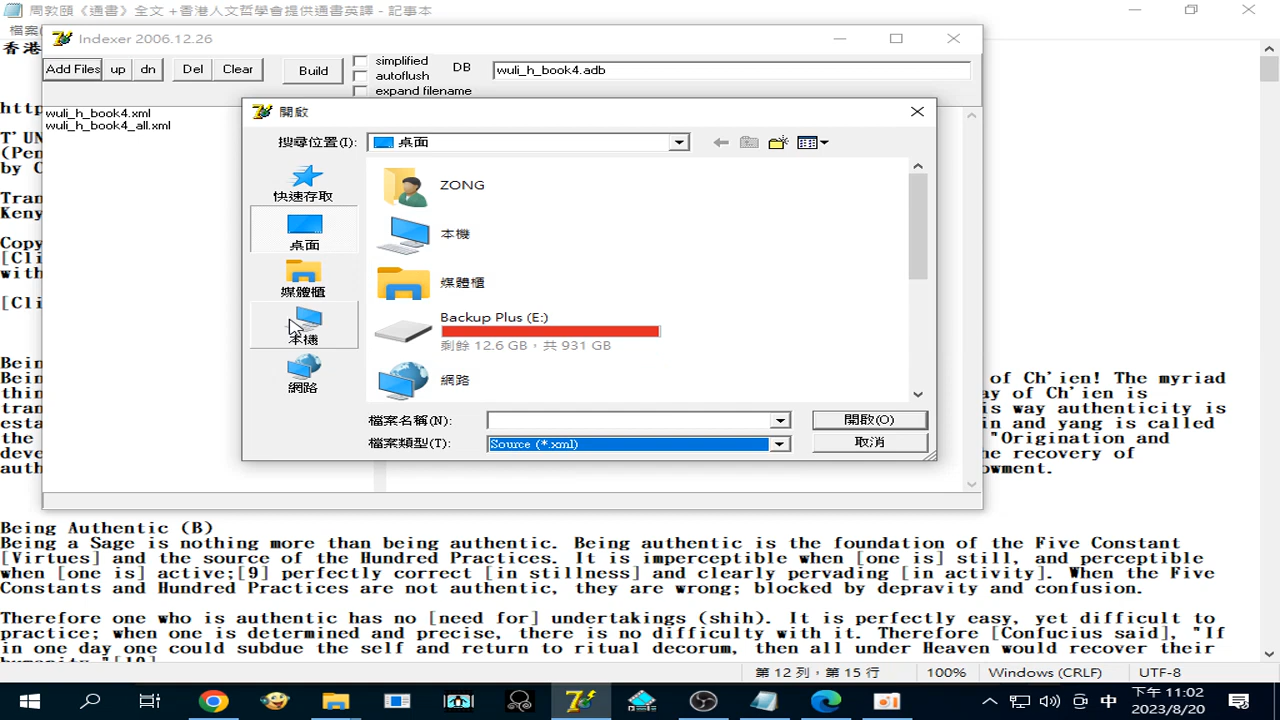 周敦頤《通書》全文 +香港人文哲學會提供通書英譯 - 記事本
檔案(
香港
Indexer 2006.12.26
Add Files up dn Del Clear Build
simplified
autoflush
expand filename
DB wuli_h_book4.adb
wuli_h_book4.xml
wuli_h_book4_all.xml
開啟
搜尋位置(I): 桌面
快速存取
桌面
媒體櫃
本機
網路
ZONG
本機
媒體櫃
Backup Plus (E:)
剩餘 12.6 GB，共 931 GB
網路
檔案名稱(N):
開啟(O)
檔案類型(T): Source (*.xml)
取消
http
T'UN
(Pen
by C
Tran
Keny
Copy
[Cli
with
[Cli
Being
Bein of Ch'ien! The myriad
thin ay of Ch'ien is
tran is way authenticity is
esta in and yang is called
the "Origination and
deve he recovery of
auth owment.
Being Authentic (B)
Being a Sage is nothing more than being authentic. Being authentic is the foundation of the Five Constant
[Virtues] and the source of the Hundred Practices. It is imperceptible when [one is] still, and perceptible
when [one is] active;[9] perfectly correct [in stillness] and clearly pervading [in activity]. When the Five
Constants and Hundred Practices are not authentic, they are wrong; blocked by depravity and confusion.
Therefore one who is authentic has no [need for] undertakings (shih). It is perfectly easy, yet difficult to
practice; when one is determined and precise, there is no difficulty with it. Therefore [Confucius said], "If
in one day one could subdue the self and return to ritual decorum, then all under Heaven would recover their
humanity."[10]
第 12 列，第 15 行 100% Windows (CRLF) UTF-8
中
下午 11:02
2023/8/20